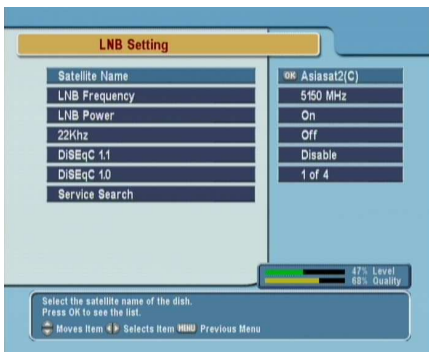 LNB Setting
Satellite Name
OK Asiasat2(C)
LNB Frequency
5150 MHz
LNB Power
On
22Khz
Off
DiSEqC 1.1
Disable
DiSEqC 1.0
1 of 4
Service Search
47% Level
68% Quality
Select the satellite name of the dish.
Press OK to see the list.
Moves Item Selects Item MENU Previous Menu